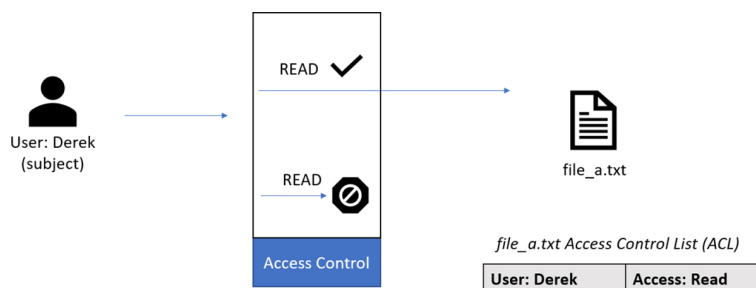 READ
User: Derek
(subject)
file_a.txt
READ
Access Control
file_a.txt Access Control List (ACL)
User: Derek Access: Read